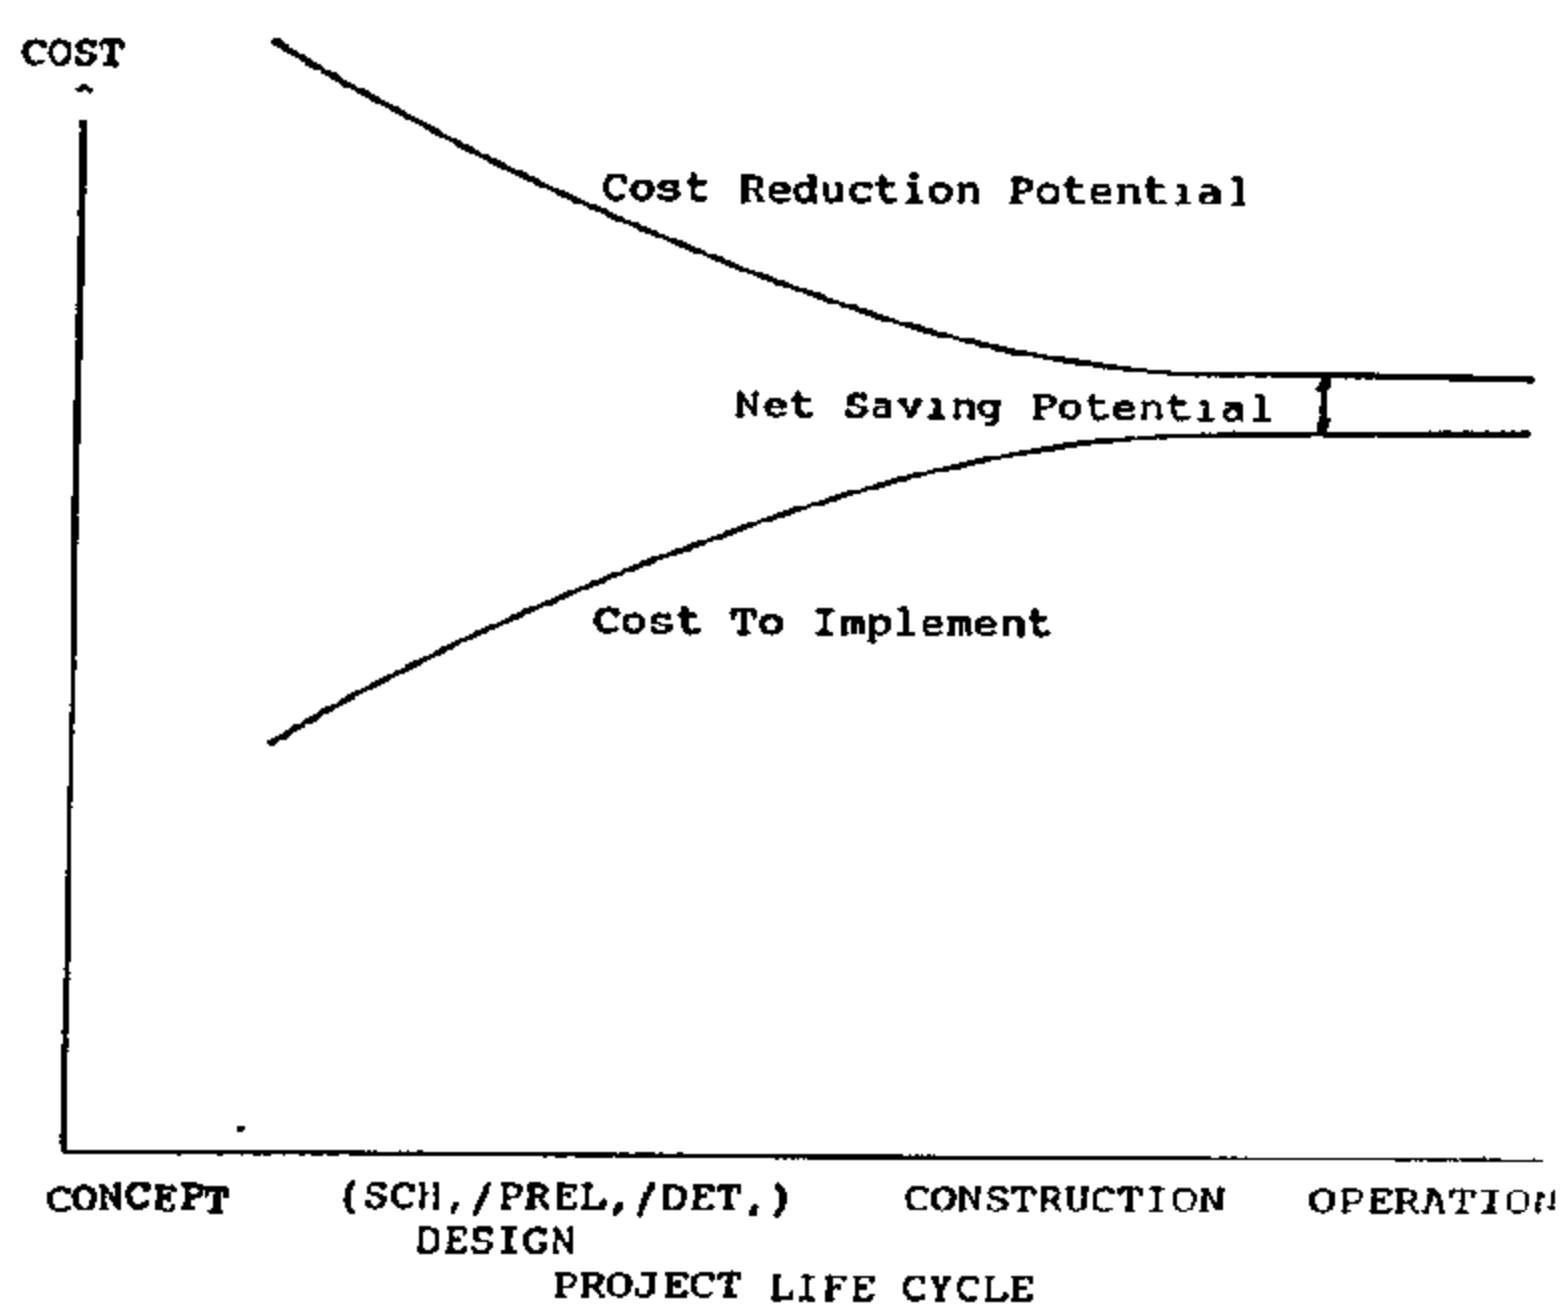 COST
Cost Reduction Potential
Net Saving Potential
Cost To Implement
CONCEPT (SCH,/PREL,/DET,) CONSTRUCTION OPERATION
DESIGN
PROJECT LIFE CYCLE